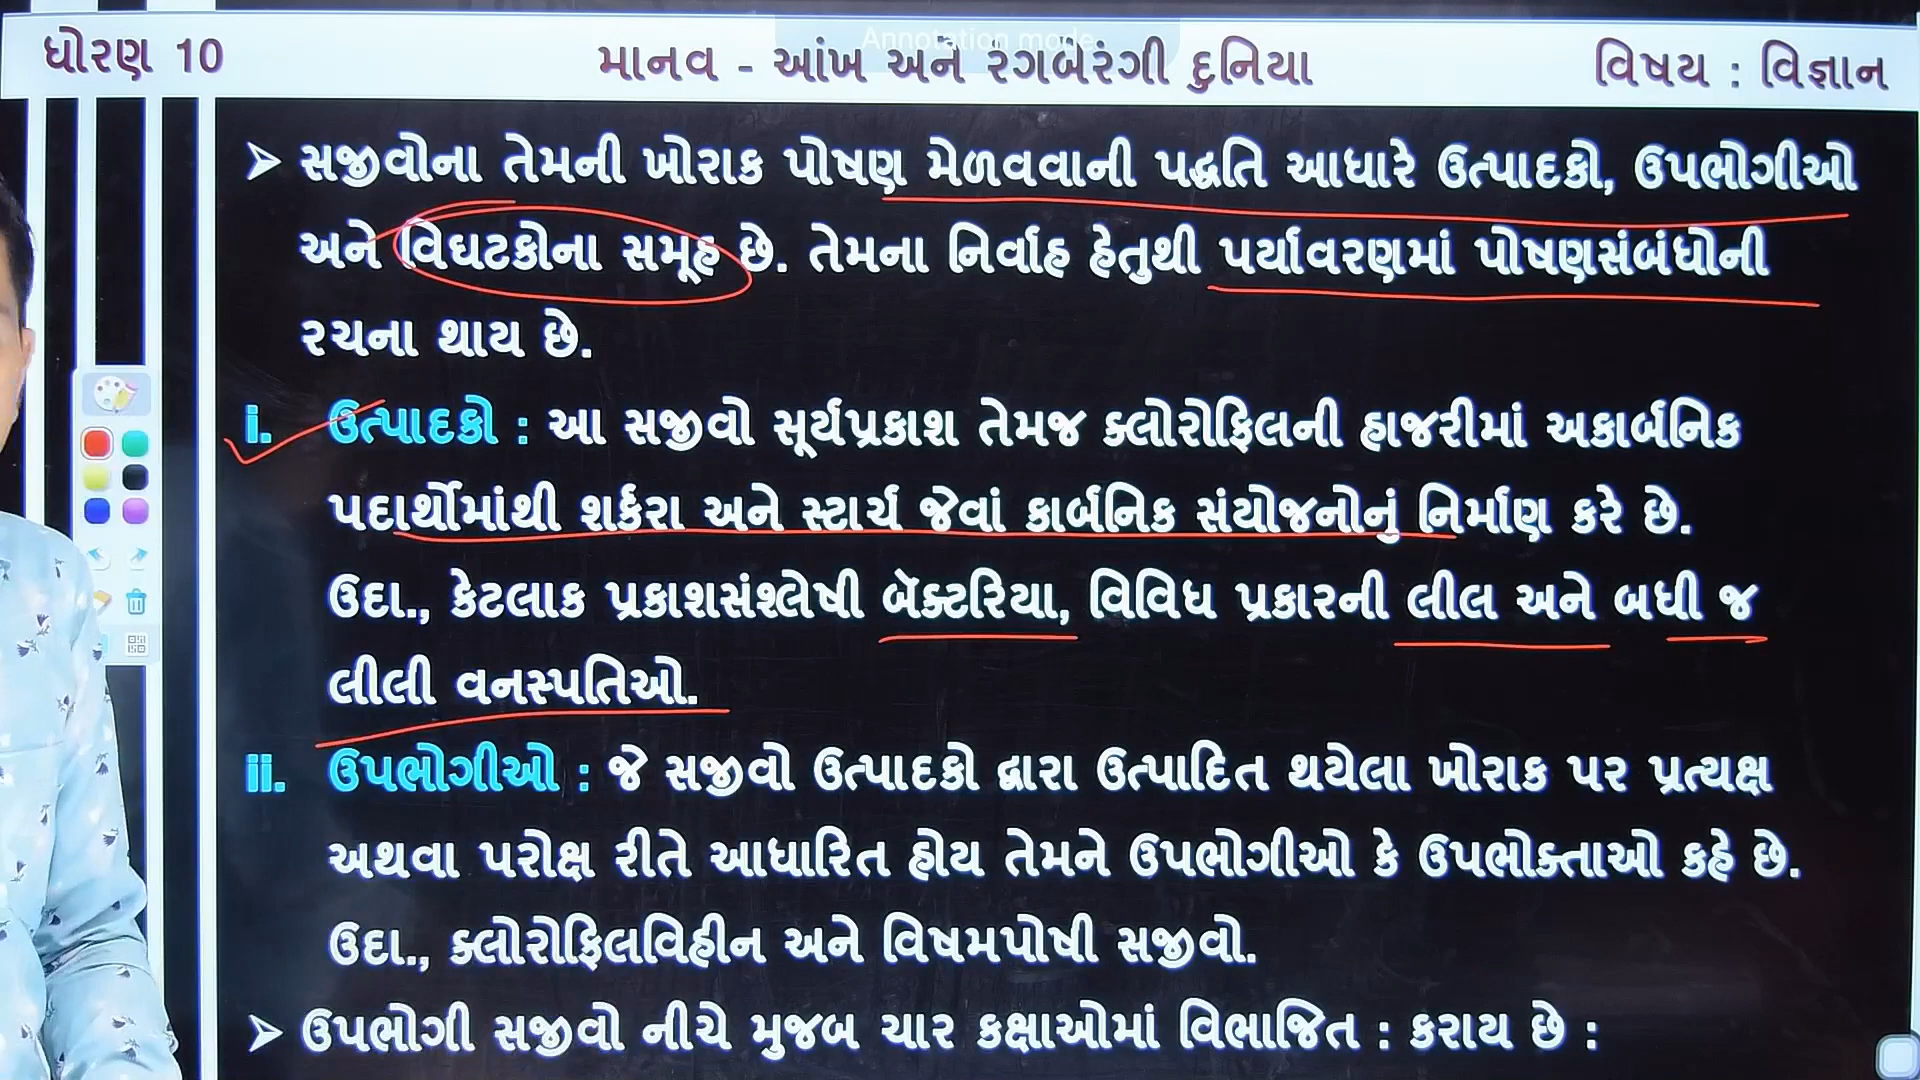 Annotation mode
ધોરણ 10
માનવ - આંખ અને રંગબેરંગી દુનિયા
વિષય : વિજ્ઞાન
➢ સજીવોના તેમની ખોરાક પોષણ મેળવવાની પદ્ધતિ આધારે ઉત્પાદકો, ઉપભોગીઓ
અને વિઘટકોના સમૂહ છે. તેમના નિર્વાહ હેતુથી પર્યાવરણમાં પોષણસંબંધોની
રચના થાય છે.
i. ઉત્પાદકો : આ સજીવો સૂર્યપ્રકાશ તેમજ ક્લોરોફિલની હાજરીમાં અકાર્બનિક
પદાર્થોમાંથી શર્કરા અને સ્ટાર્ચ જેવાં કાર્બનિક સંયોજનોનું નિર્માણ કરે છે.
ઉદા., કેટલાક પ્રકાશસંશ્લેષી બૅક્ટરિયા, વિવિધ પ્રકારની લીલ અને બધી જ
લીલી વનસ્પતિઓ.
ii. ઉપભોગીઓ : જે સજીવો ઉત્પાદકો દ્વારા ઉત્પાદિત થયેલા ખોરાક પર પ્રત્યક્ષ
અથવા પરોક્ષ રીતે આધારિત હોય તેમને ઉપભોગીઓ કે ઉપભોક્તાઓ કહે છે.
ઉદા., ક્લોરોફિલવિહીન અને વિષમપોષી સજીવો.
➢ ઉપભોગી સજીવો નીચે મુજબ ચાર કક્ષાઓમાં વિભાજિત : કરાય છે :